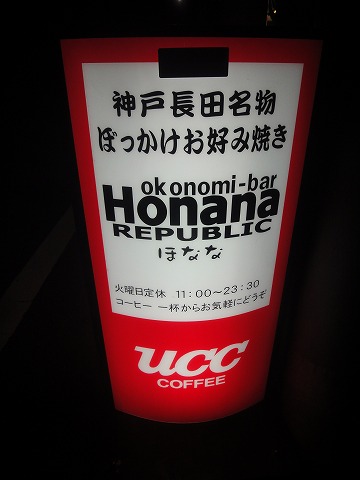 神戸長田名物
ぼっかけお好み焼き
okonomi-bar
Honana
REPUBLIC
ほなな
火曜日定休 11:00～23:30
コーヒー 一杯からお気軽にどうぞ
UCC
COFFEE